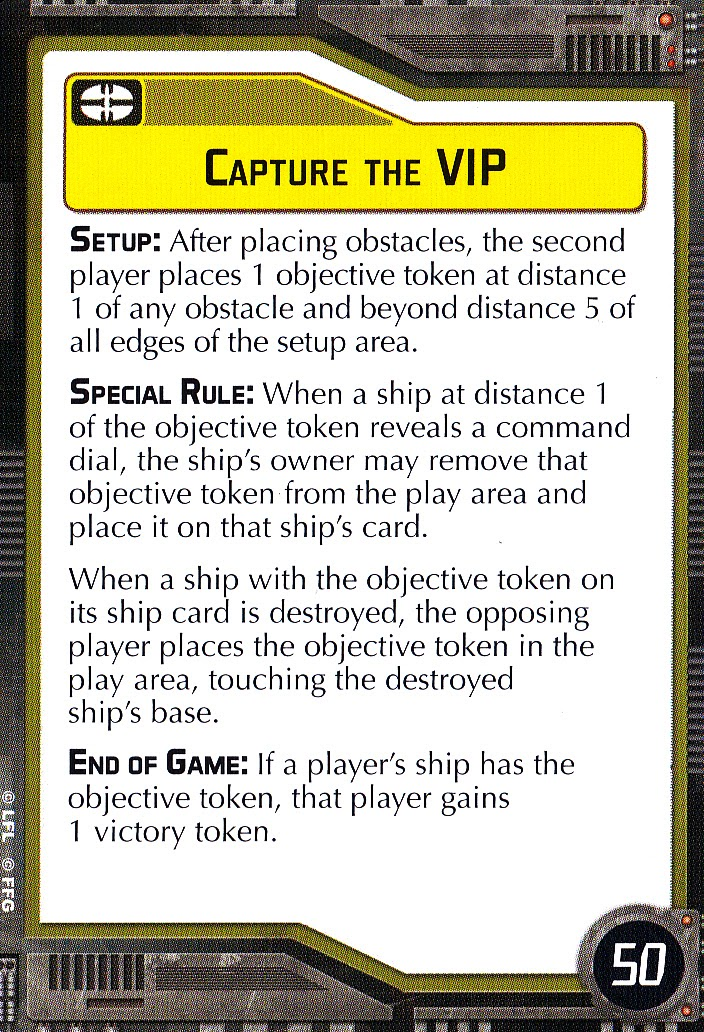 CAPTURE THE VIP
SETUP: After placing obstacles, the second
player places 1 objective token at distance
1 of any obstacle and beyond distance 5 of
all edges of the setup area.
SPECIAL RULE: When a ship at distance 1
of the objective token reveals a command
dial, the ship's owner may remove that
objective token from the play area and
place it on that ship's card.
When a ship with the objective token on
its ship card is destroyed, the opposing
player places the objective token in the
play area, touching the destroyed
ship's base.
END OF GAME: If a player's ship has the
objective token, that player gains
1 victory token.
© LFL © FFG
50